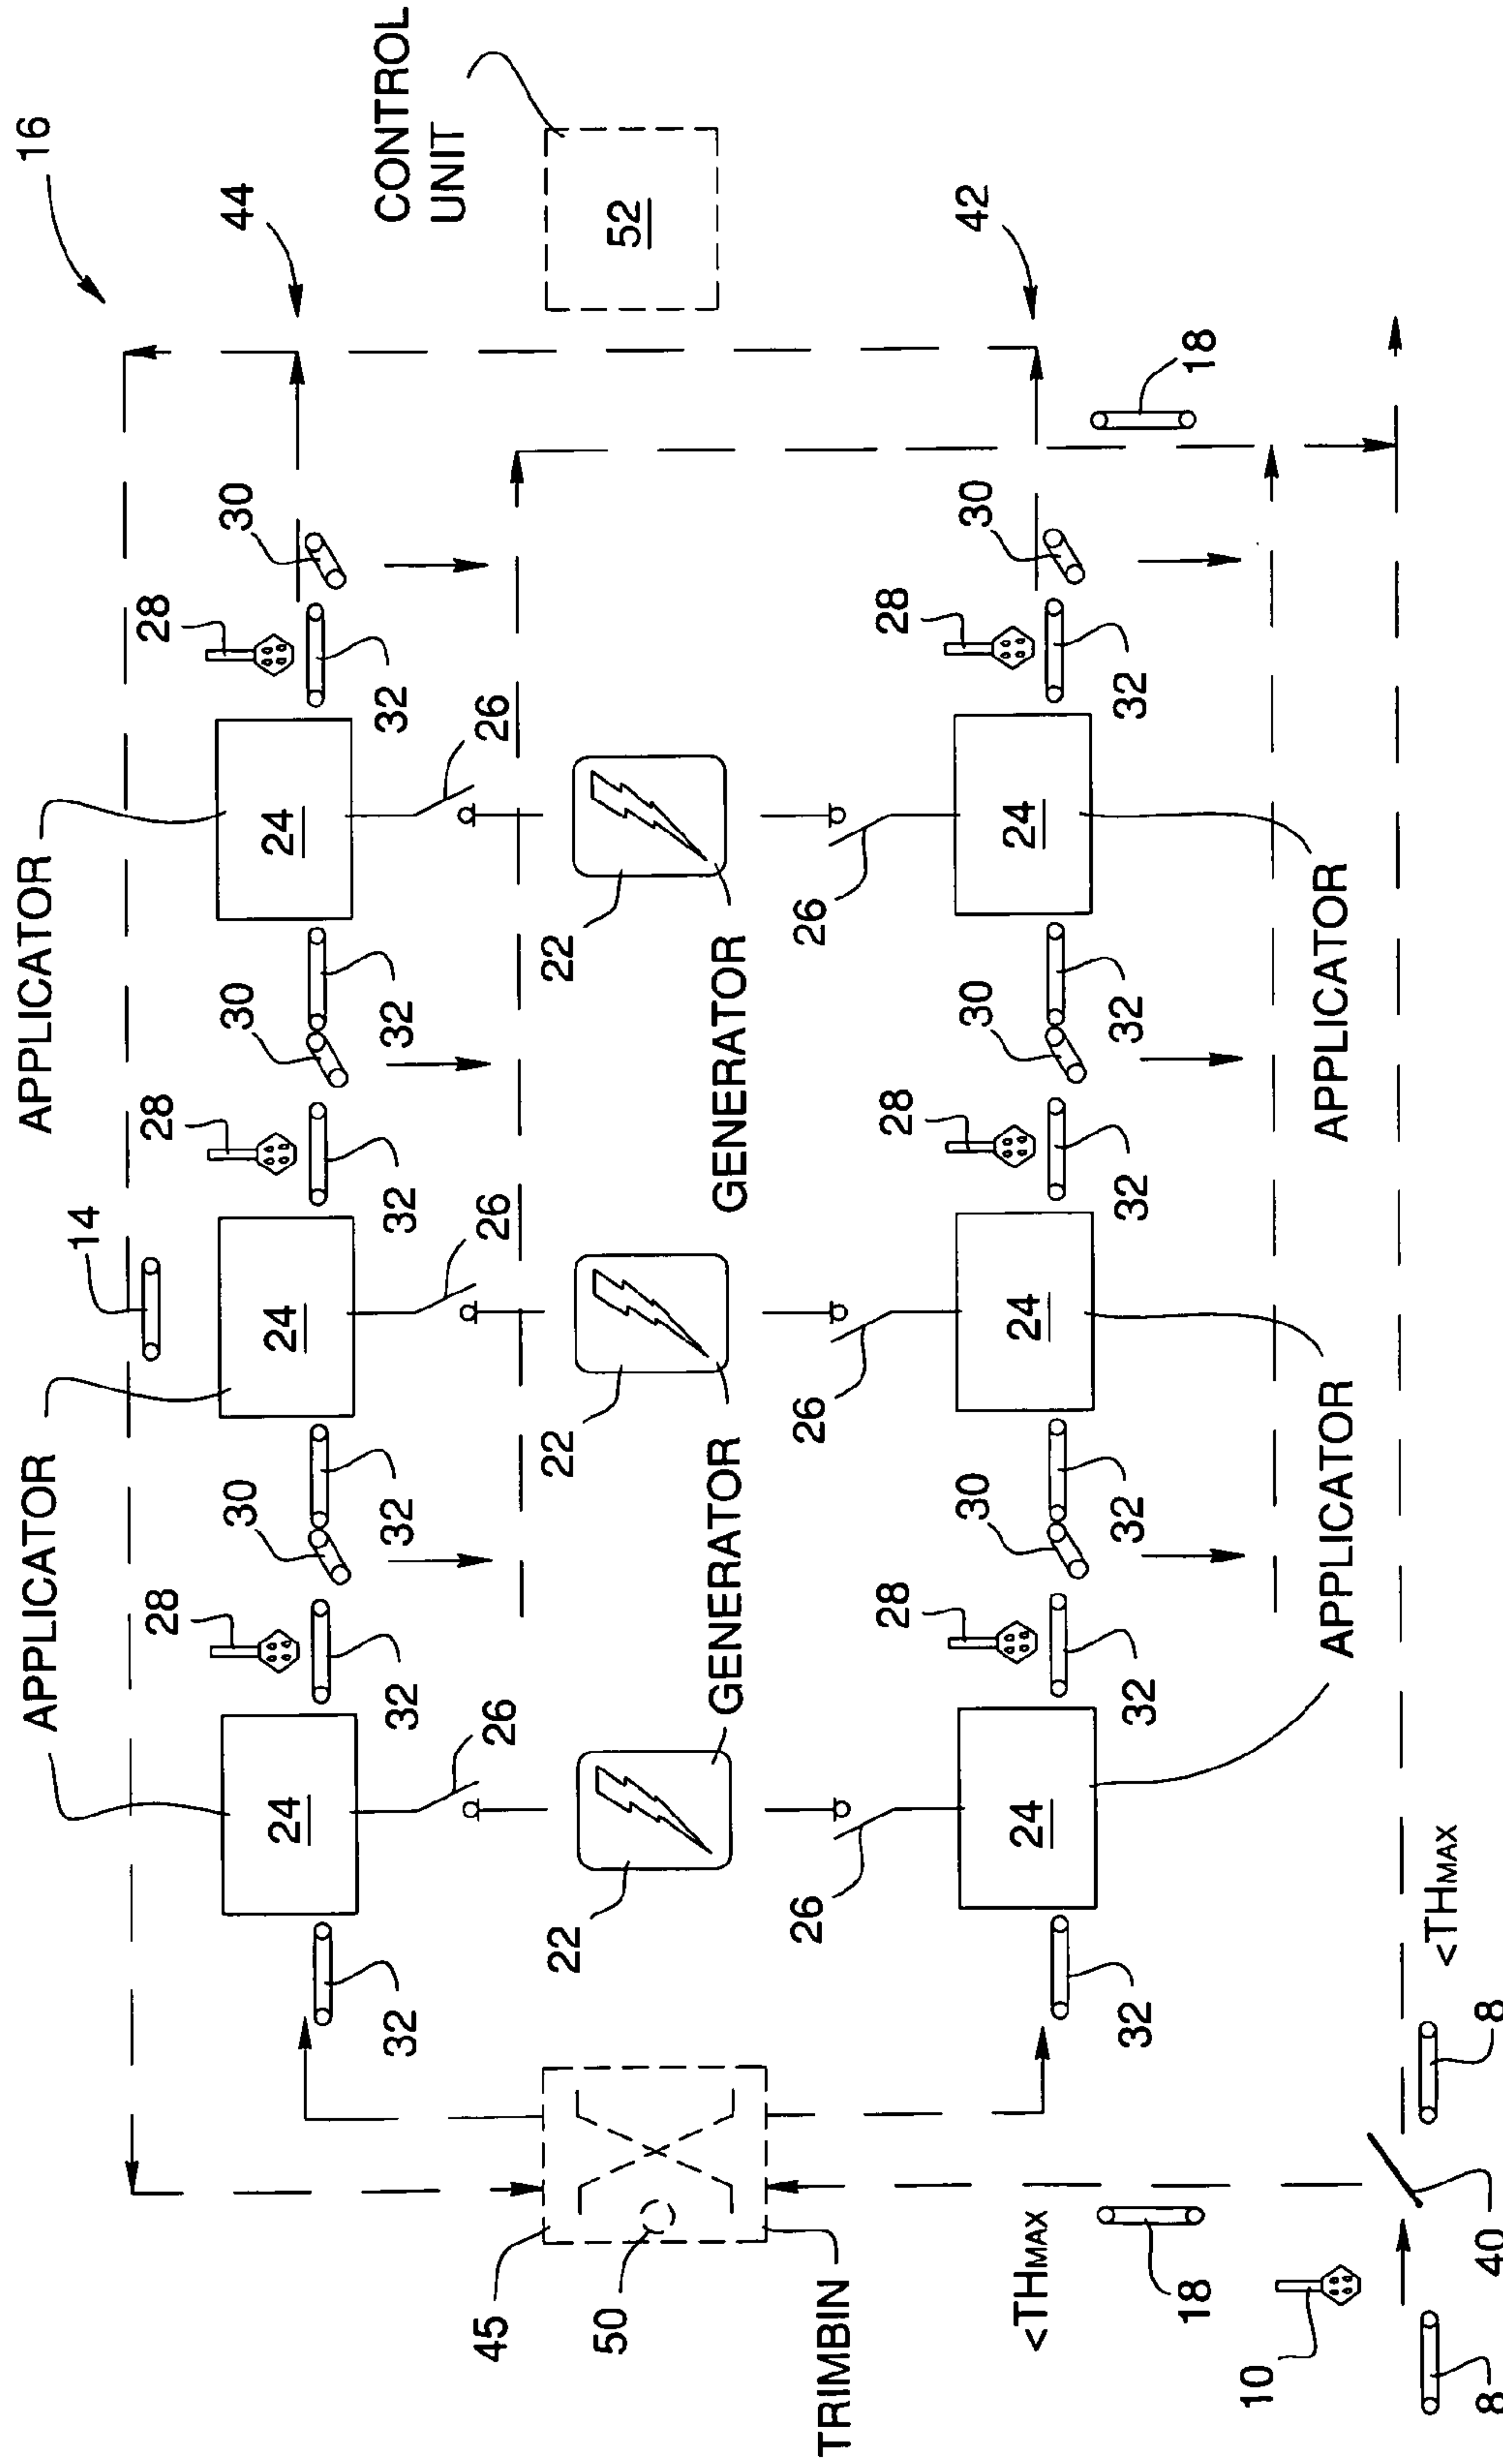 APPLICATOR APPLICATOR 16
14
28 28 28
30 30 30 44
24 24 24
32 32 32 32 32 32 CONTROL
UNIT
45 26 26 26
22 22 22
50 52
GENERATOR GENERATOR
26 26 26
TRIMBIN
28 28 28
30 30 30 42
<THMAX 24 24 24
32 32 32 32 32 32
18 18
10
APPLICATOR APPLICATOR
<THMAX
8 40 8